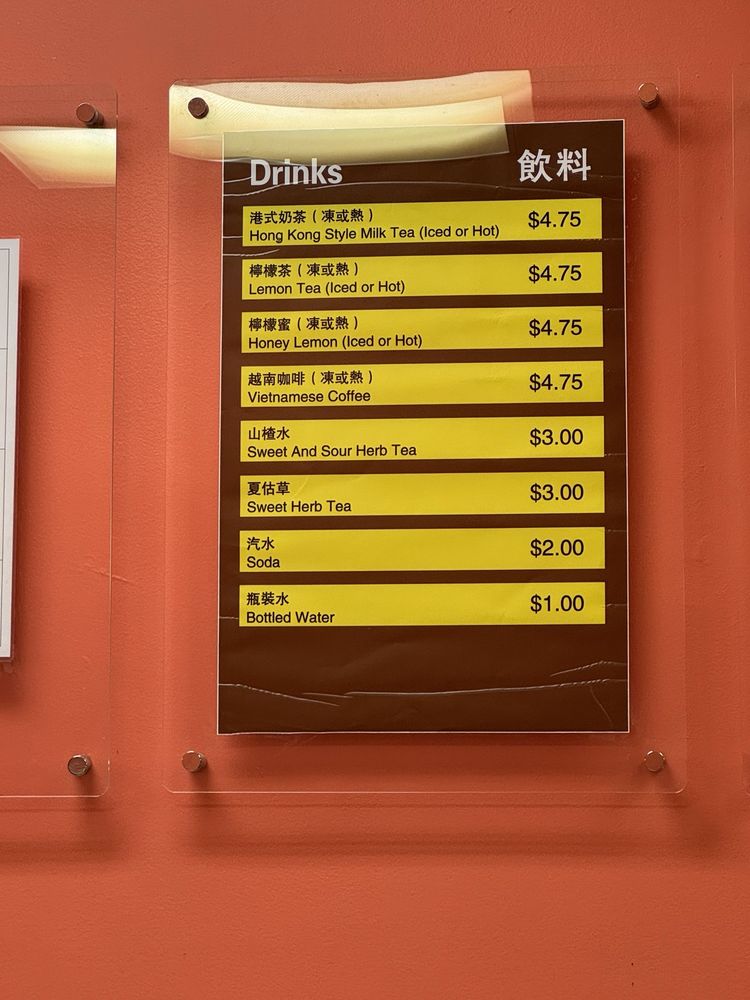 Drinks 飲料
港式奶茶（凍或熱） $4.75
Hong Kong Style Milk Tea (Iced or Hot)
檸檬茶（凍或熱） $4.75
Lemon Tea (Iced or Hot)
檸檬蜜（凍或熱） $4.75
Honey Lemon (Iced or Hot)
越南咖啡（凍或熱） $4.75
Vietnamese Coffee
山楂水 $3.00
Sweet And Sour Herb Tea
夏估草 $3.00
Sweet Herb Tea
汽水 $2.00
Soda
瓶裝水 $1.00
Bottled Water